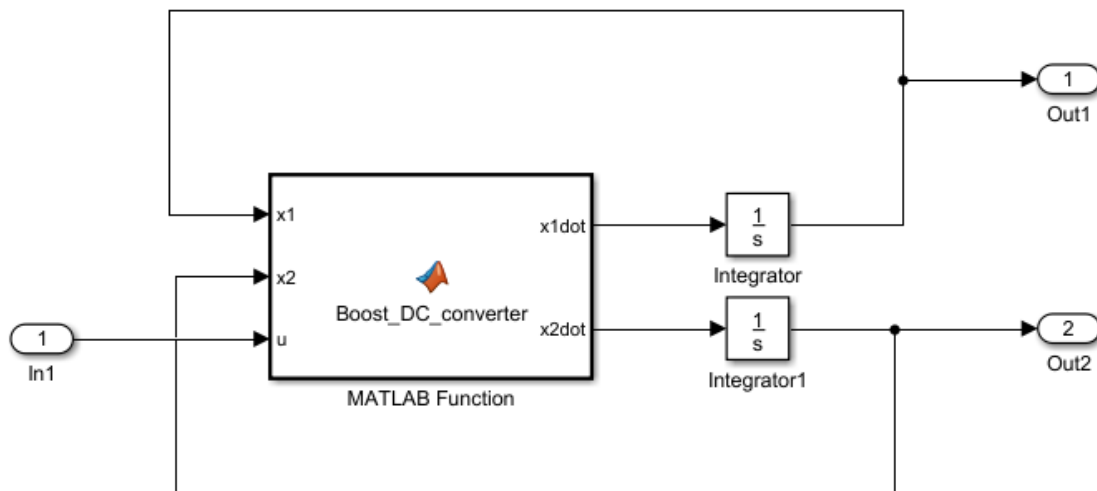 1
Out1
x1
x1dot
1
s
Integrator
x2
Boost_DC_converter
x2dot
1
s
Integrator1
2
Out2
1
In1
u
MATLAB Function